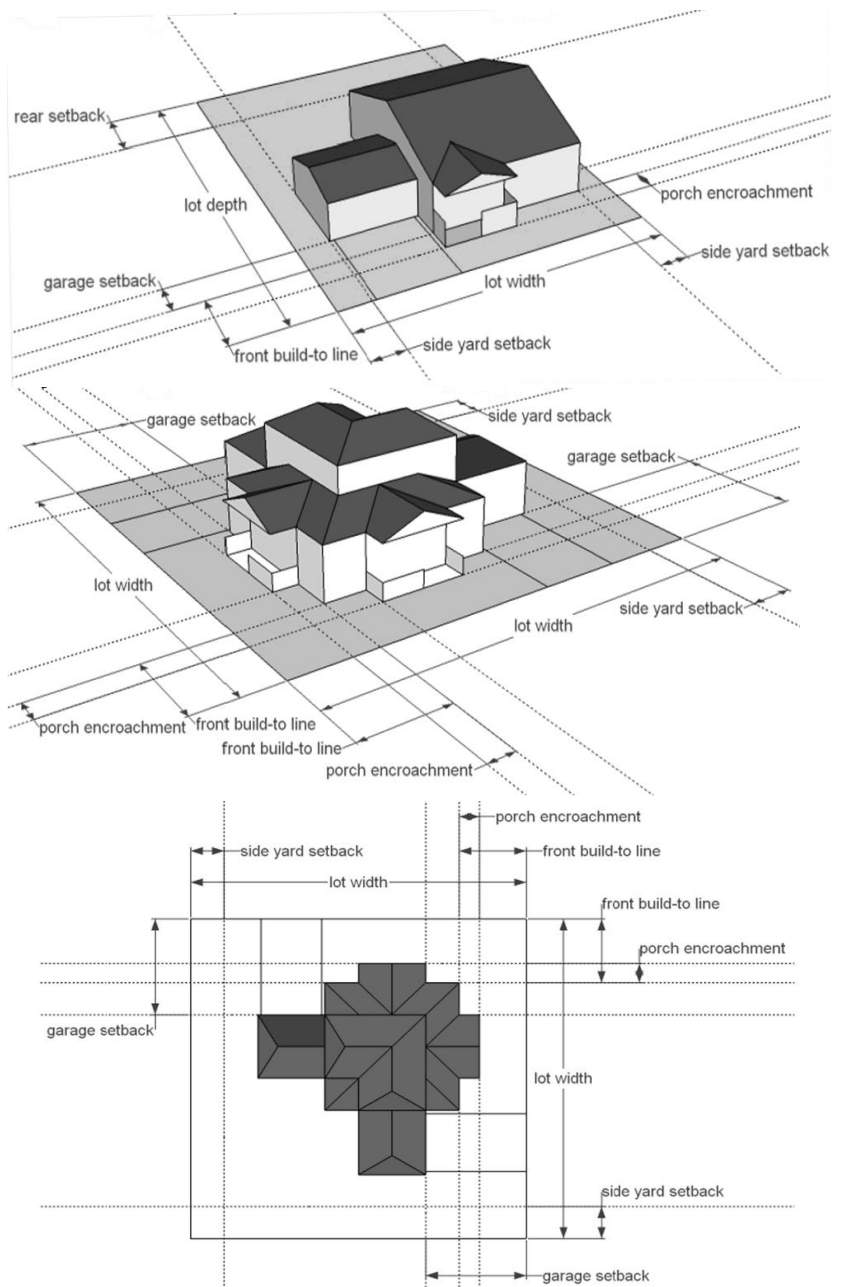 rear setback
lot depth
porch encroachment
side yard setback
lot width
garage setback
side yard setback
front build-to line
garage setback
side yard setback
garage setback
lot width
side yard setback
lot width
porch encroachment
front build-to line
front build-to line
porch encroachment
porch encroachment
side yard setback
front build-to line
lot width
front build-to line
porch encroachment
garage setback
lot width
side yard setback
garage setback